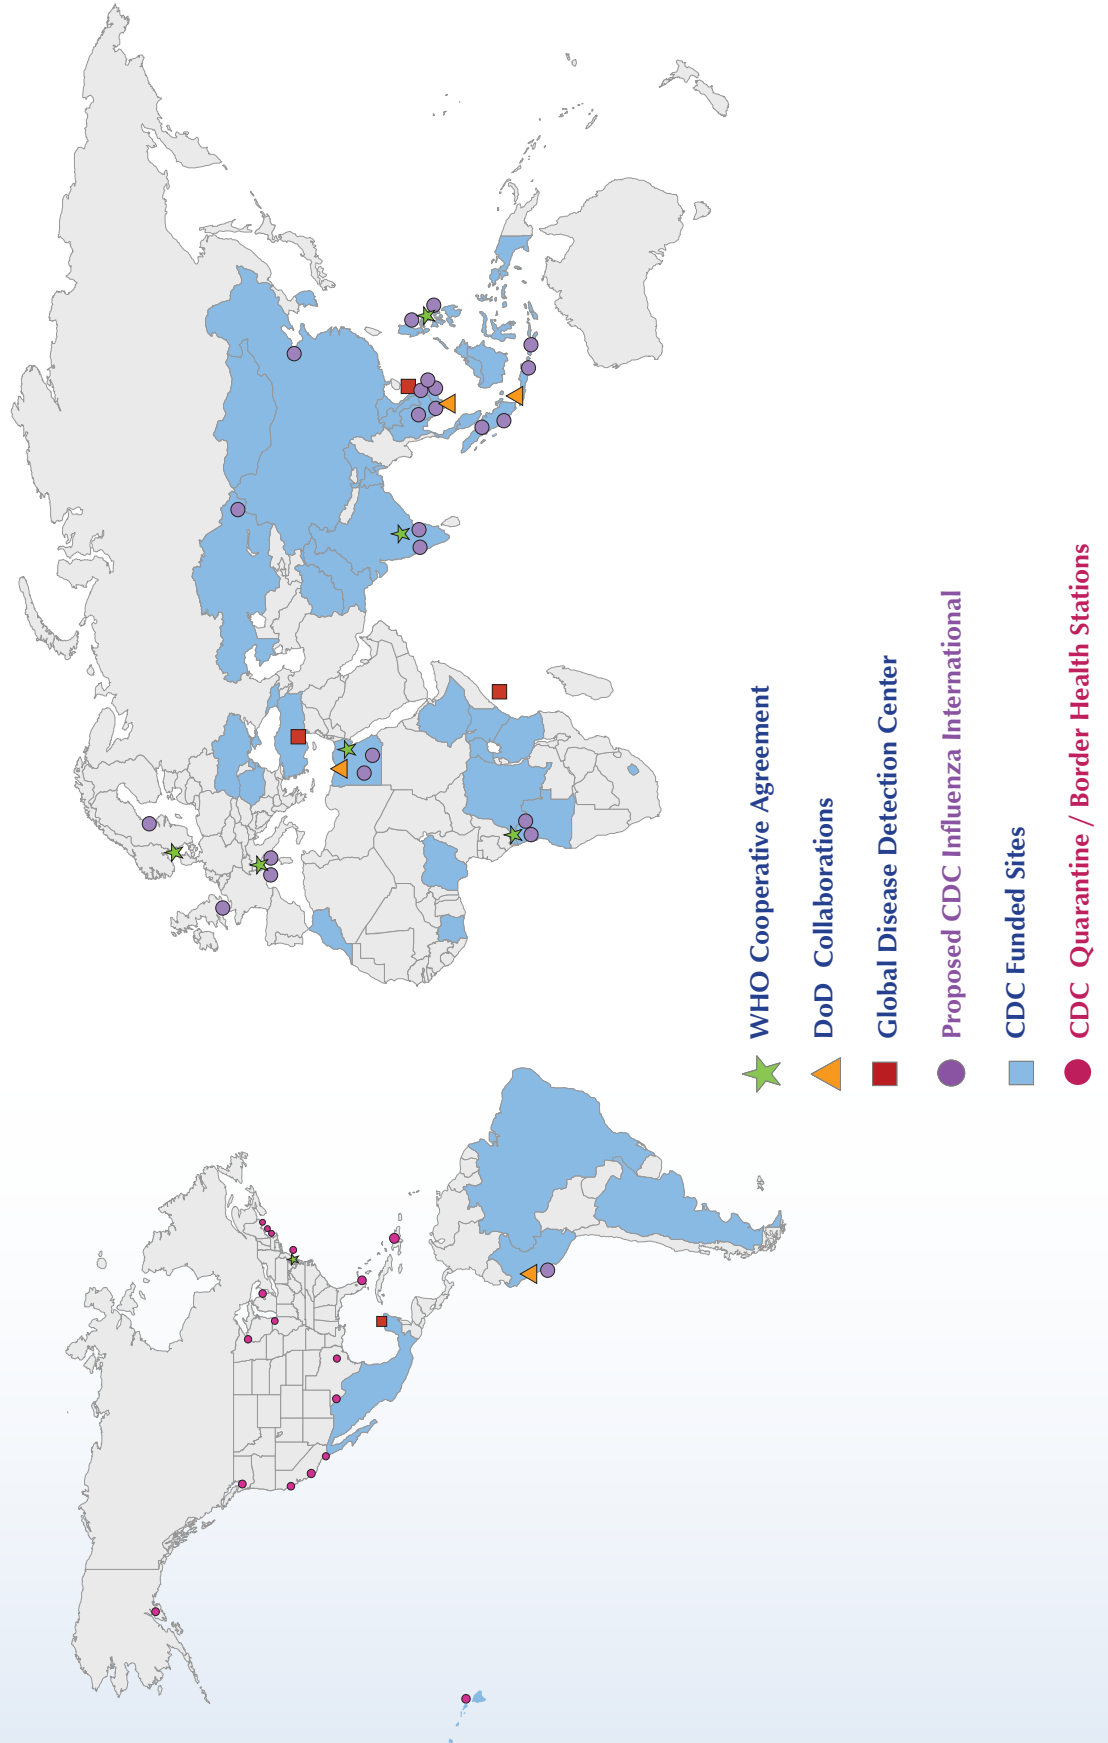 WHO Cooperative Agreement
DoD Collaborations
Global Disease Detection Center
Proposed CDC Influenza International
CDC Funded Sites
CDC Quarantine / Border Health Stations